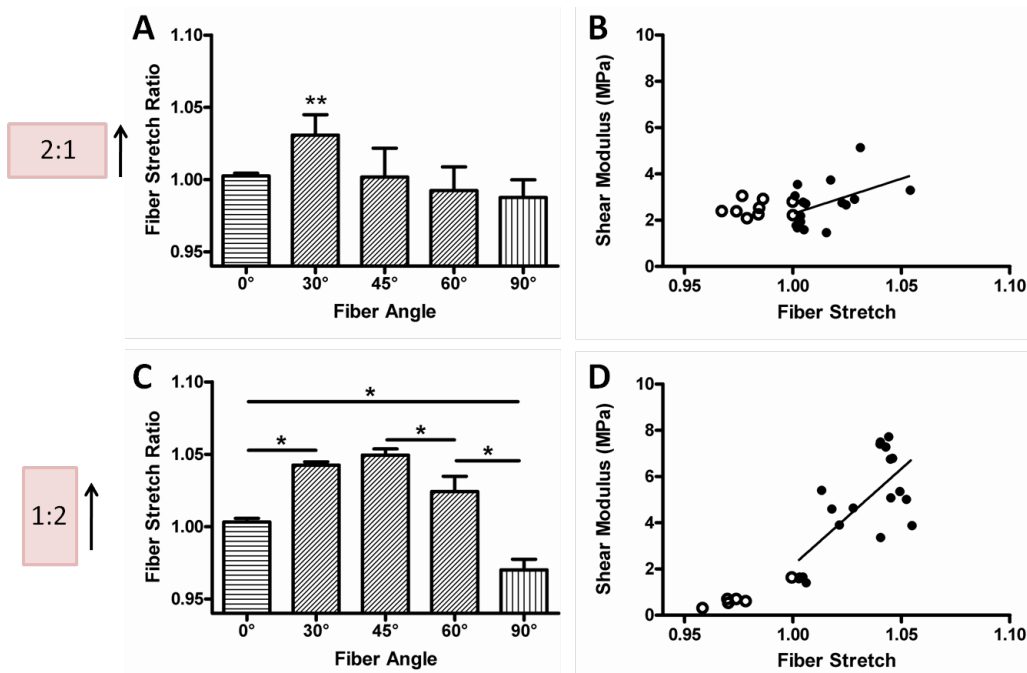 A
Fiber Stretch Ratio
1.10
1.05
1.00
0.95
**
0° 30° 45° 60° 90°
Fiber Angle
2:1
B
Shear Modulus (MPa)
10
8
6
4
2
0
0.95 1.00 1.05 1.10
Fiber Stretch
C
Fiber Stretch Ratio
1.10
1.05
1.00
0.95
*
*
*
*
0° 30° 45° 60° 90°
Fiber Angle
1:2
D
Shear Modulus (MPa)
10
8
6
4
2
0
0.95 1.00 1.05 1.10
Fiber Stretch